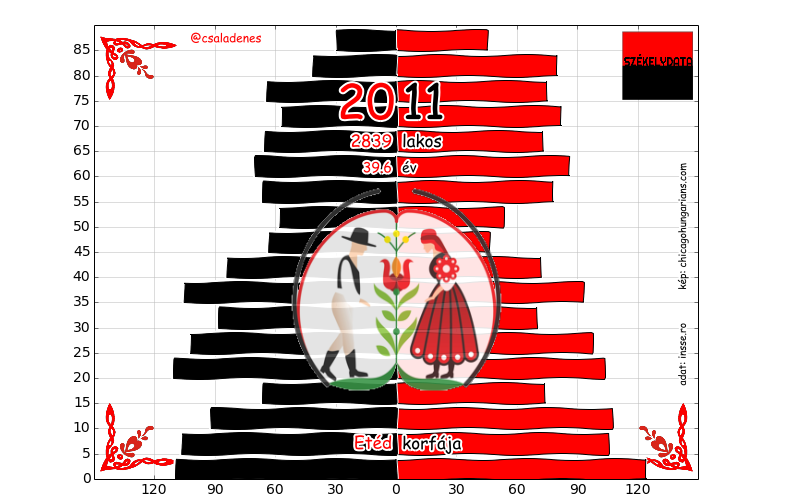 @csaladenes
SZÉKELYDATA
2011
2839 lakos
39.6 év
kép: chicagohungarians.com
adat: insse.ro
Etéd korfája
85
80
75
70
65
60
55
50
45
40
35
30
25
20
15
10
5
0
120 90 60 30 0 30 60 90 120